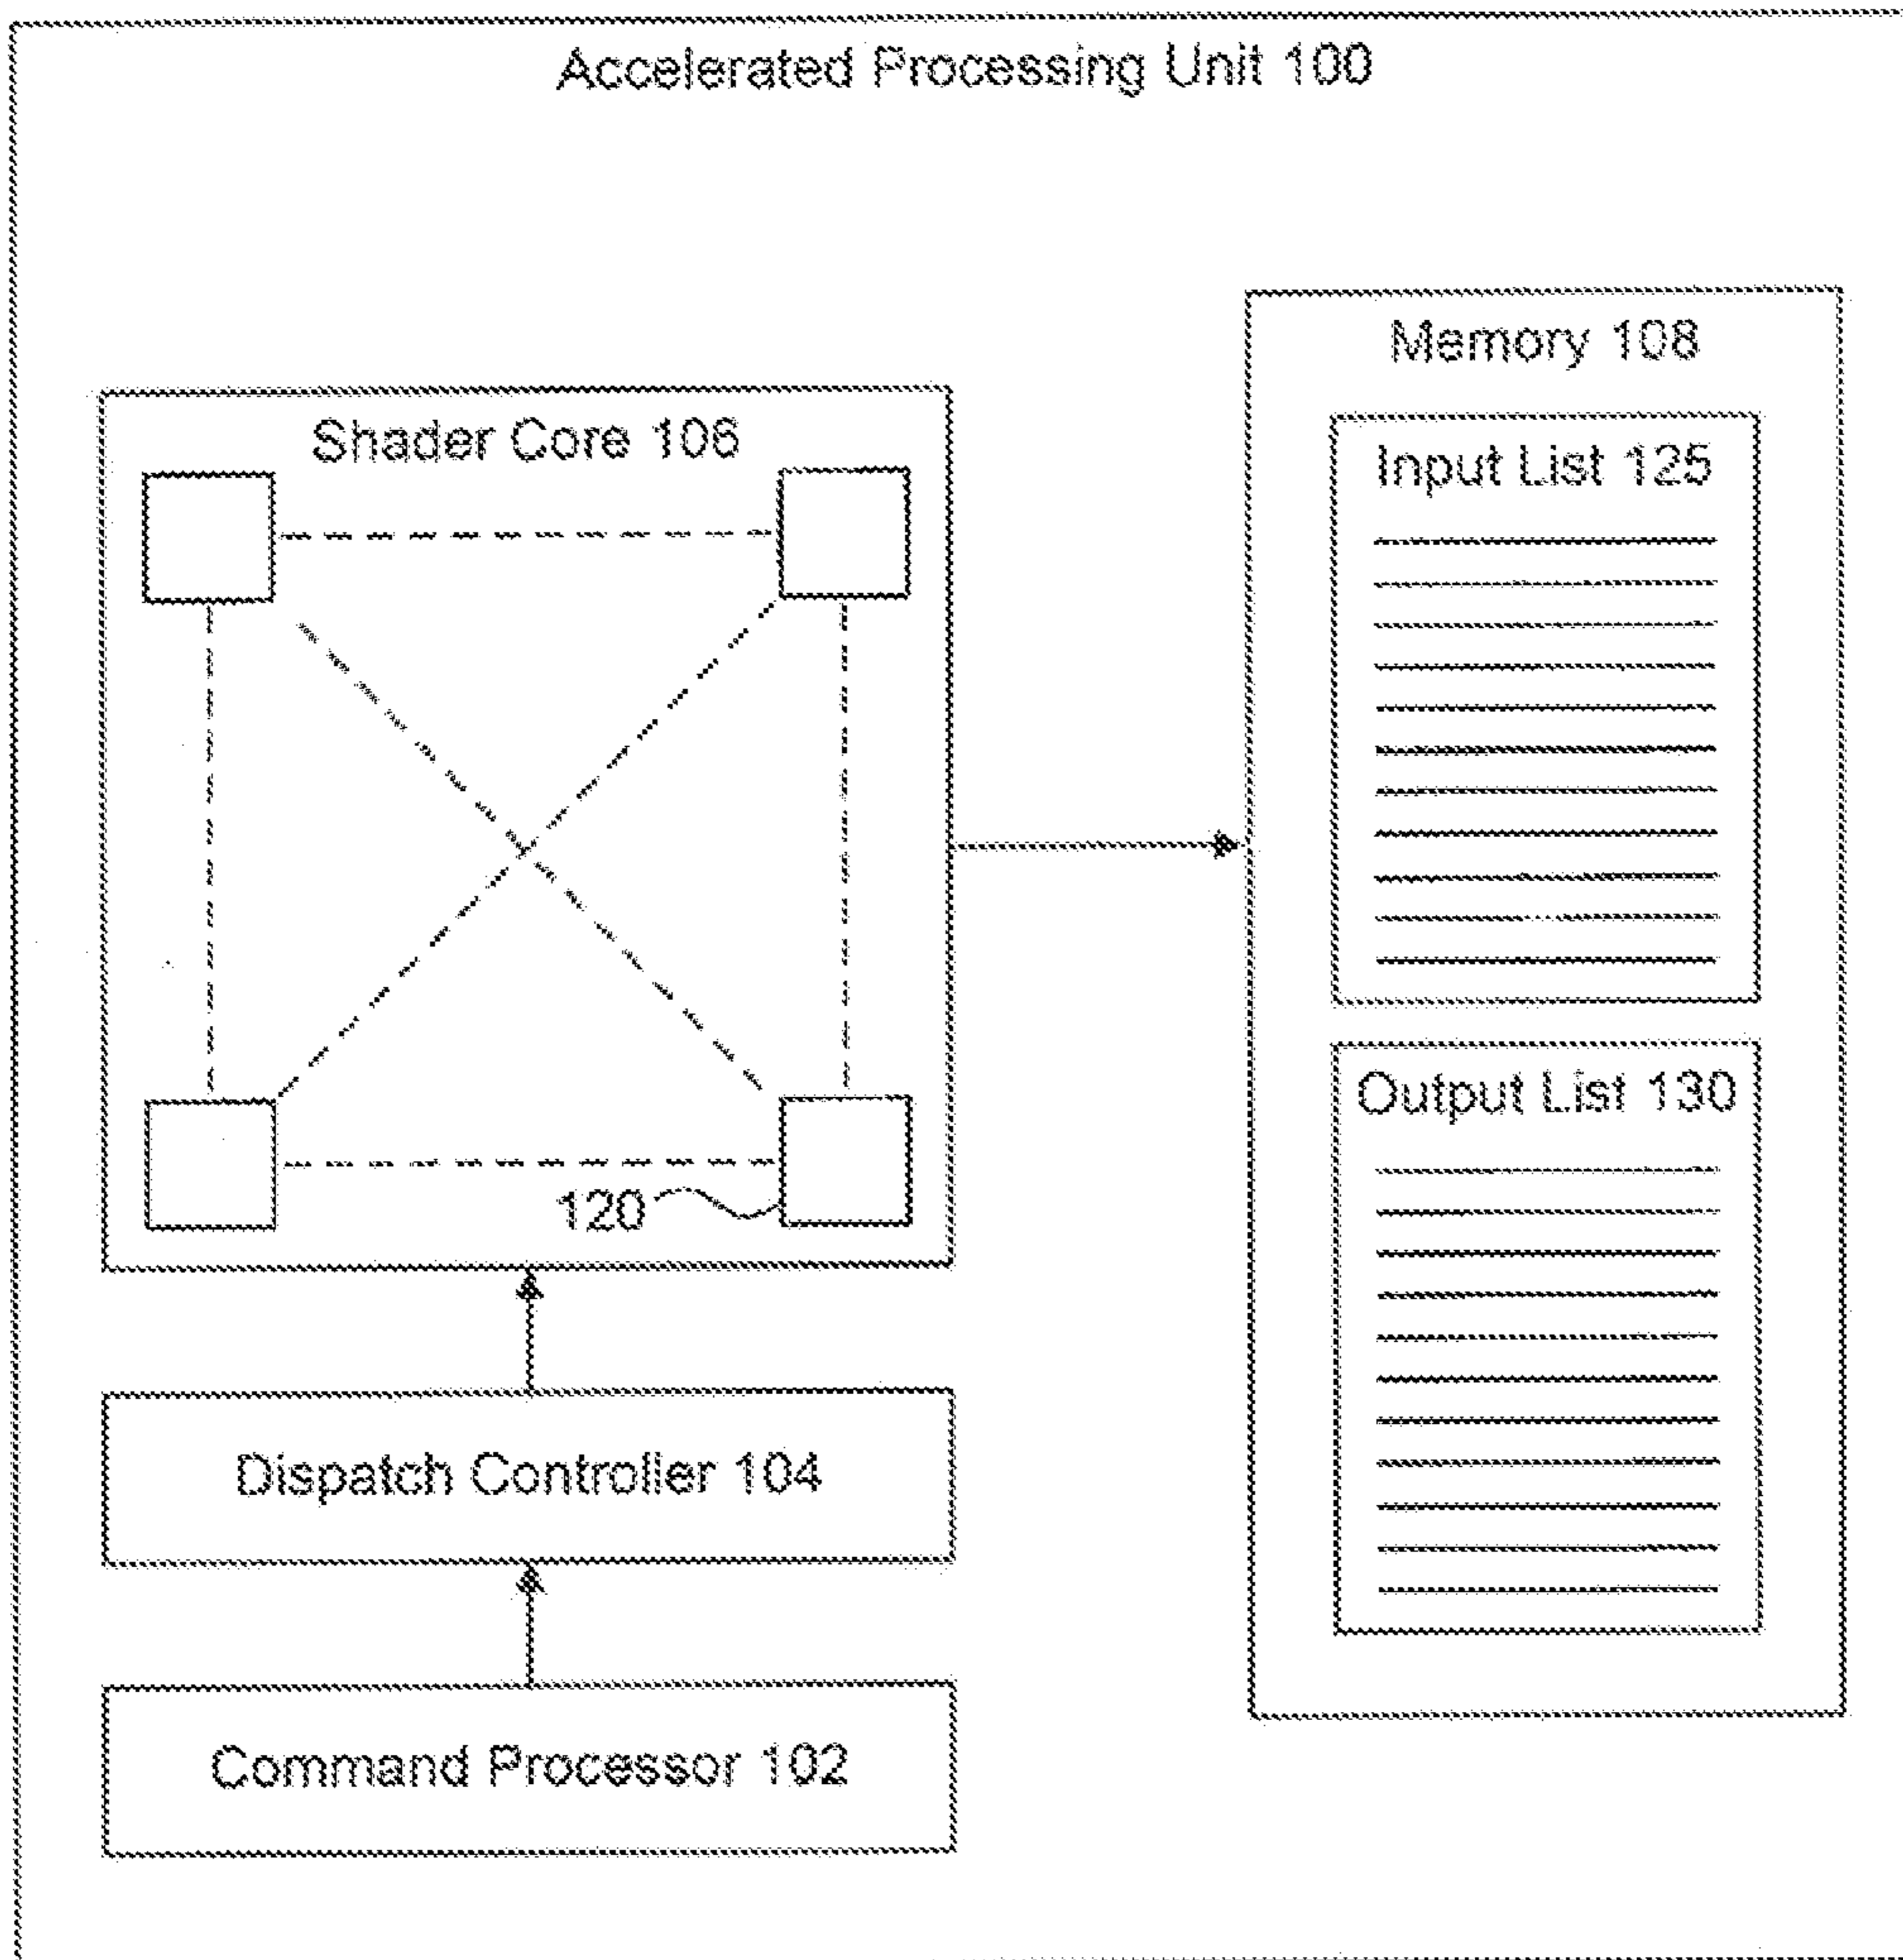 Accelerated Processing Unit 100
Memory 108
Shader Core 106
Input List 125
Output List 130
120
Dispatch Controller 104
Command Processor 102